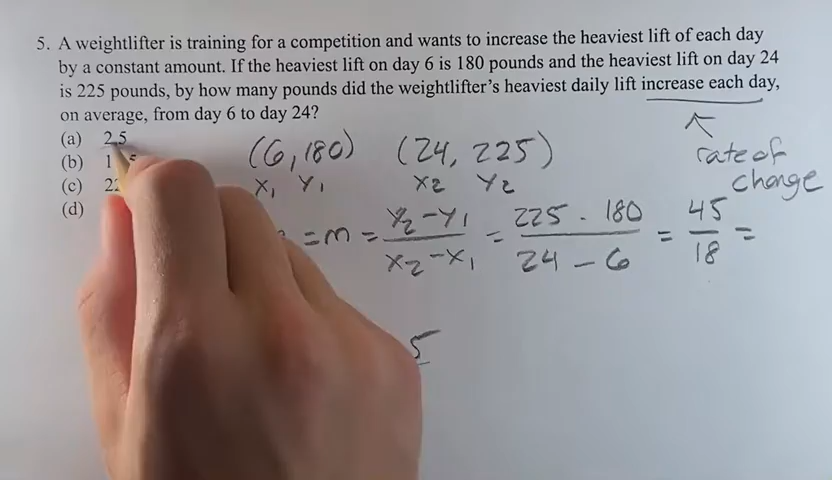 5. A weightlifter is training for a competition and wants to increase the heaviest lift of each day
by a constant amount. If the heaviest lift on day 6 is 180 pounds and the heaviest lift on day 24
is 225 pounds, by how many pounds did the weightlifter's heaviest daily lift increase each day,
on average, from day 6 to day 24?
(a) 2.5
(b) 1
(c) 22
(d)
(6, 180) (24, 225)
X₁ Y₁ X₂ Y₂
rate of
change
= m = Y₂-Y₁ / X₂-X₁ = 225 - 180 / 24 - 6 = 45 / 18 =
5